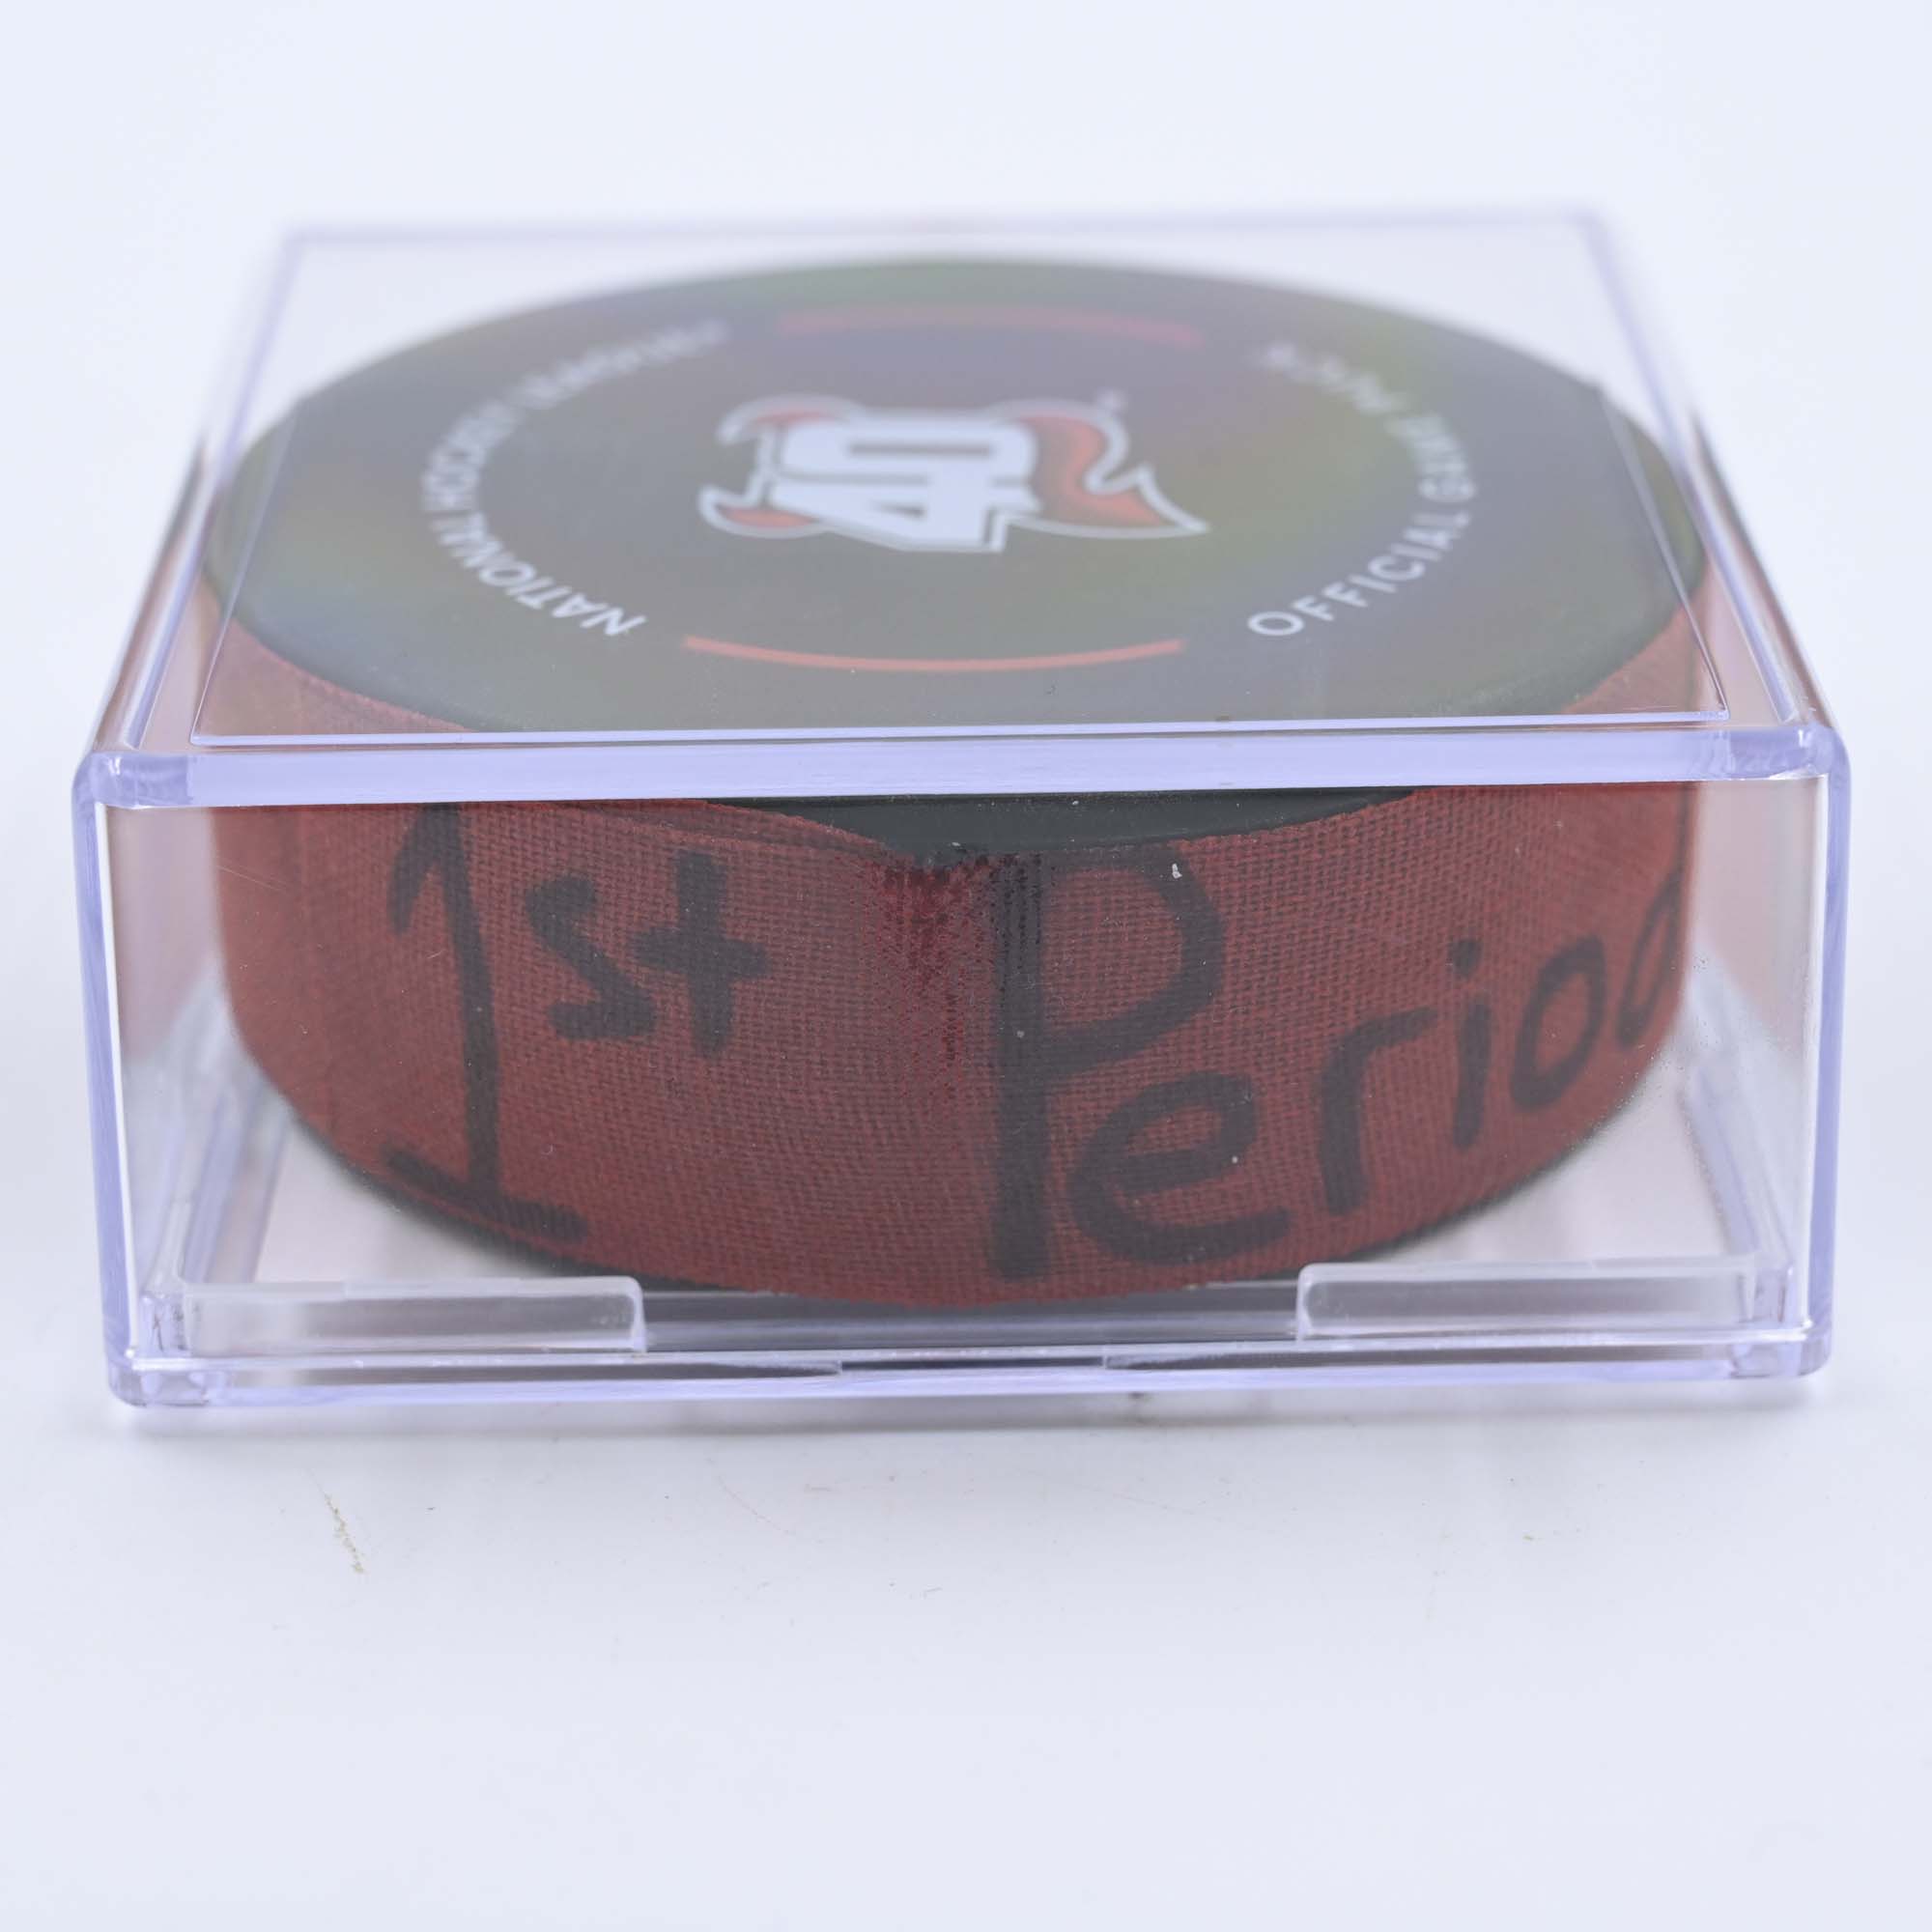 NATIONAL HOCKEY LEAGUE
OFFICIAL GAME PUCK
40
1st Period